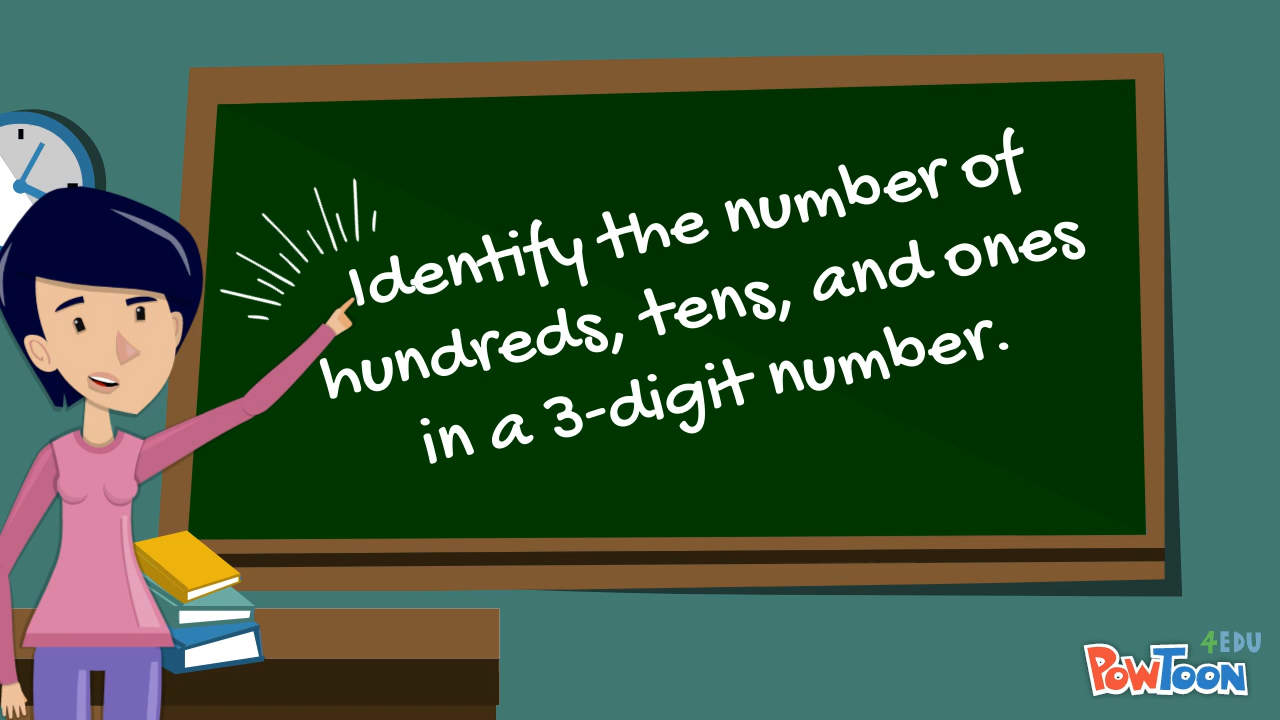 Identify the number of
hundreds, tens, and ones
in a 3-digit number.
4EDU
POWTOON